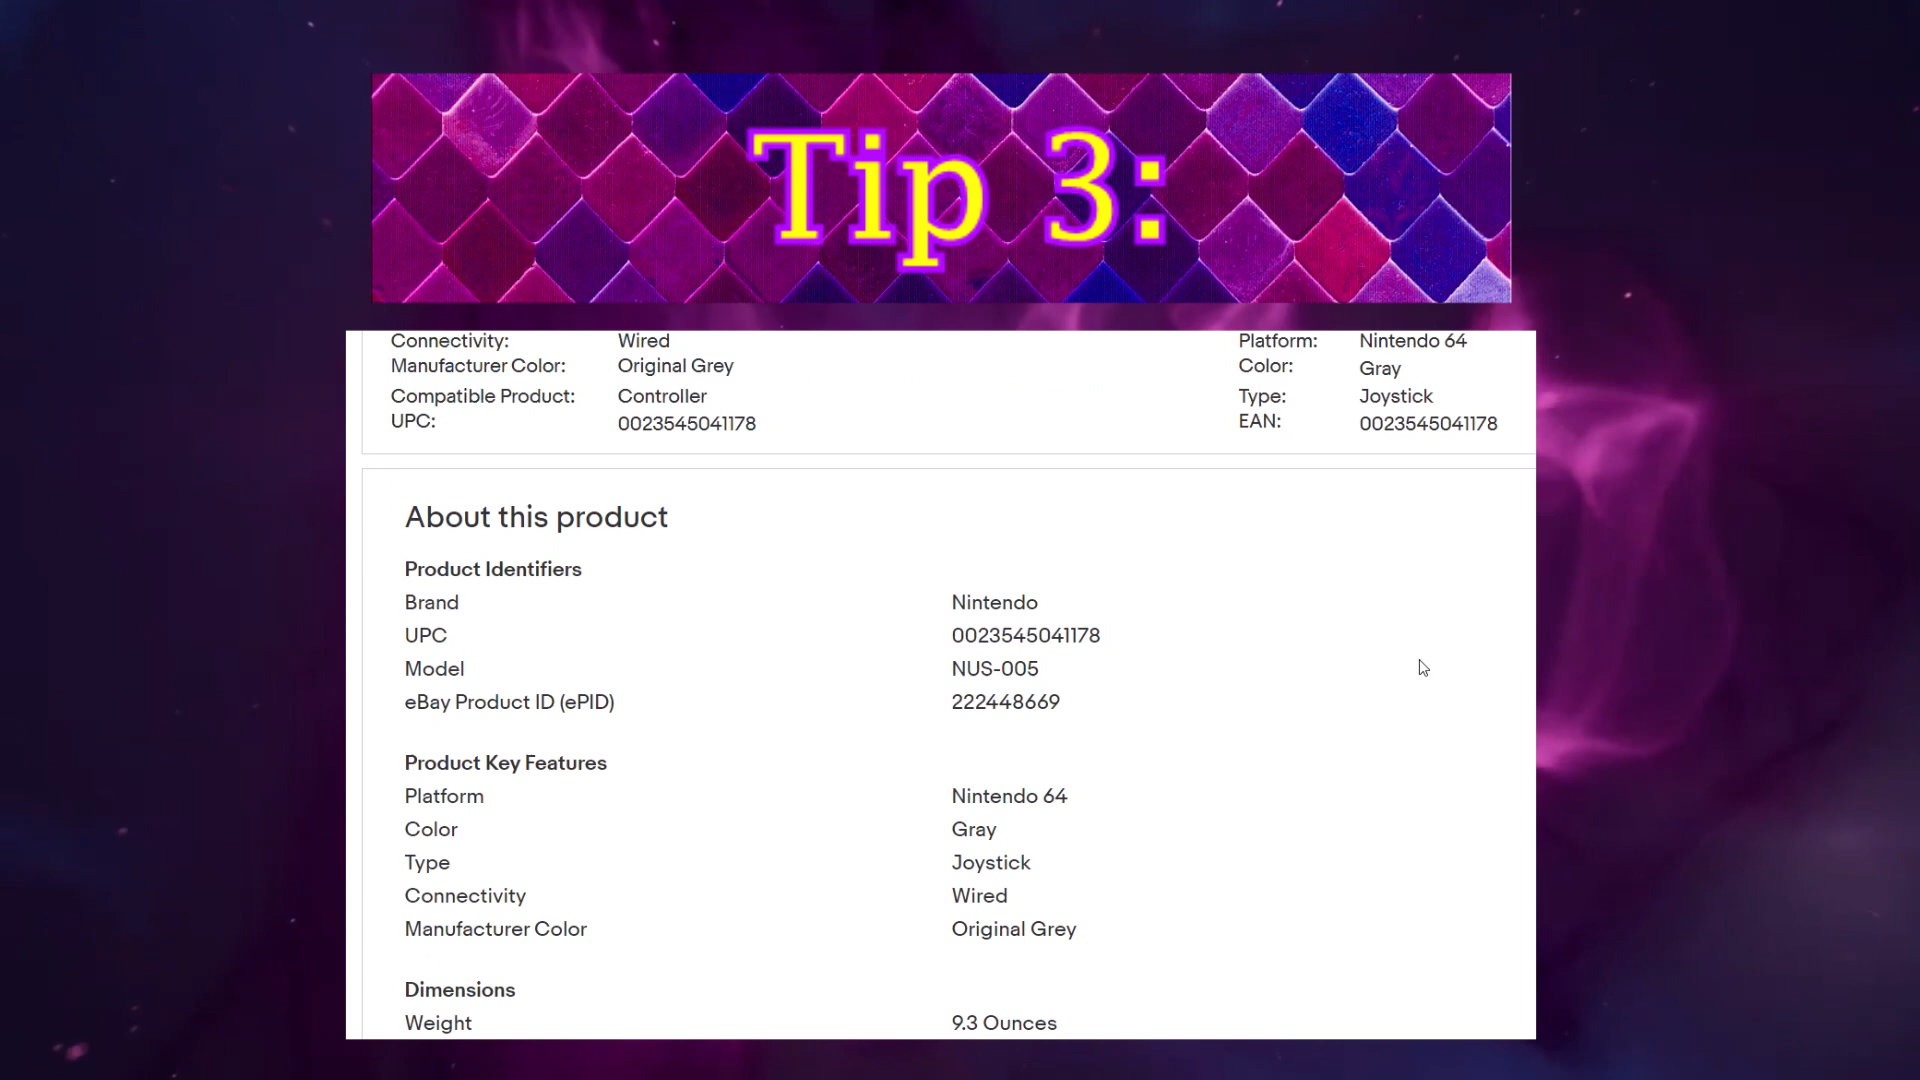 Tip 3:
Connectivity: Wired Platform: Nintendo 64
Manufacturer Color: Original Grey Color: Gray
Compatible Product: Controller Type: Joystick
UPC: 0023545041178 EAN: 0023545041178
About this product
Product Identifiers
Brand Nintendo
UPC 0023545041178
Model NUS-005
eBay Product ID (ePID) 222448669
Product Key Features
Platform Nintendo 64
Color Gray
Type Joystick
Connectivity Wired
Manufacturer Color Original Grey
Dimensions
Weight 9.3 Ounces